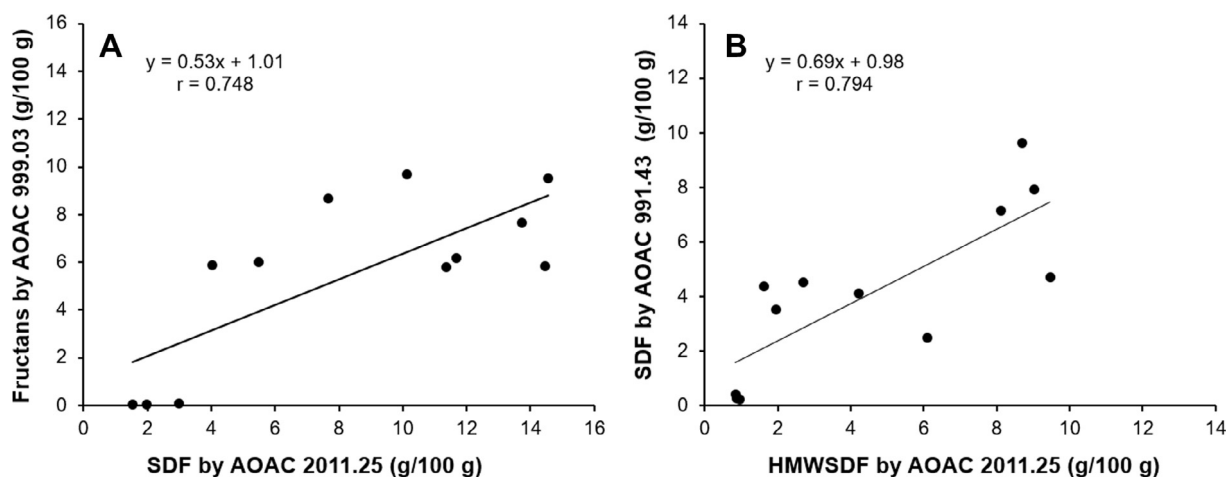 A
y = 0.53x + 1.01
r = 0.748
Fructans by AOAC 999.03 (g/100 g)
16
14
12
10
8
6
4
2
0
0 2 4 6 8 10 12 14 16
SDF by AOAC 2011.25 (g/100 g)
B
y = 0.69x + 0.98
r = 0.794
SDF by AOAC 991.43 (g/100 g)
14
12
10
8
6
4
2
0
0 2 4 6 8 10 12 14
HMWSDF by AOAC 2011.25 (g/100 g)